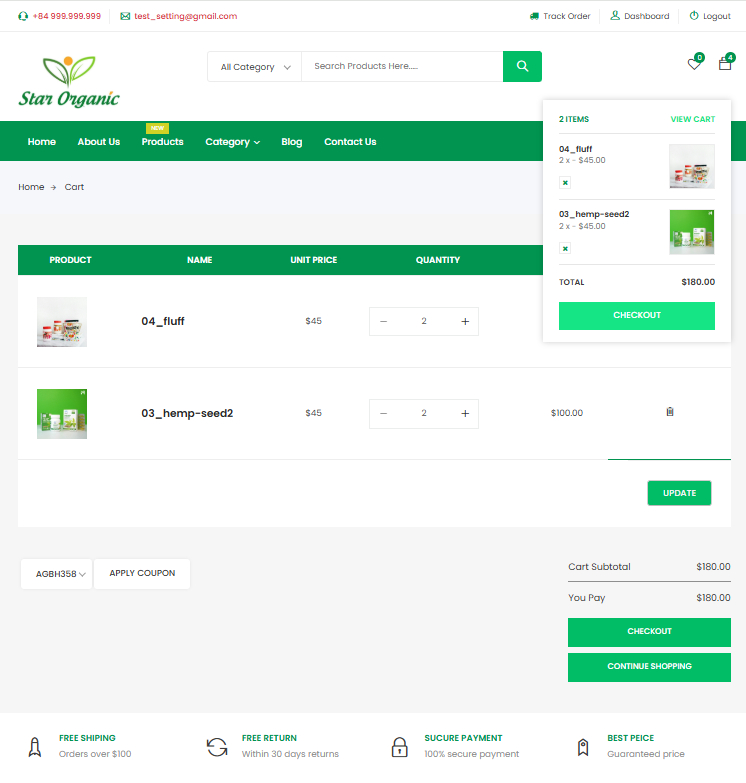 +84 999.999.999
test_setting@gmail.com
Track Order
Dashboard
Logout
Star Organic
All Category
Search Products Here.....
0
4
2 ITEMS
VIEW CART
NEW
Home
About Us
Products
Category
Blog
Contact Us
04_fluff
2 x - $45.00
Home → Cart
03_hemp-seed2
2 x - $45.00
PRODUCT
NAME
UNIT PRICE
QUANTITY
TOTAL
$180.00
CHECKOUT
04_fluff
$45
2
03_hemp-seed2
$45
2
$100.00
UPDATE
AGBH358
APPLY COUPON
Cart Subtotal
$180.00
You Pay
$180.00
CHECKOUT
CONTINUE SHOPPING
FREE SHIPING
Orders over $100
FREE RETURN
Within 30 days returns
SUCURE PAYMENT
100% secure payment
BEST PEICE
Guaranteed price